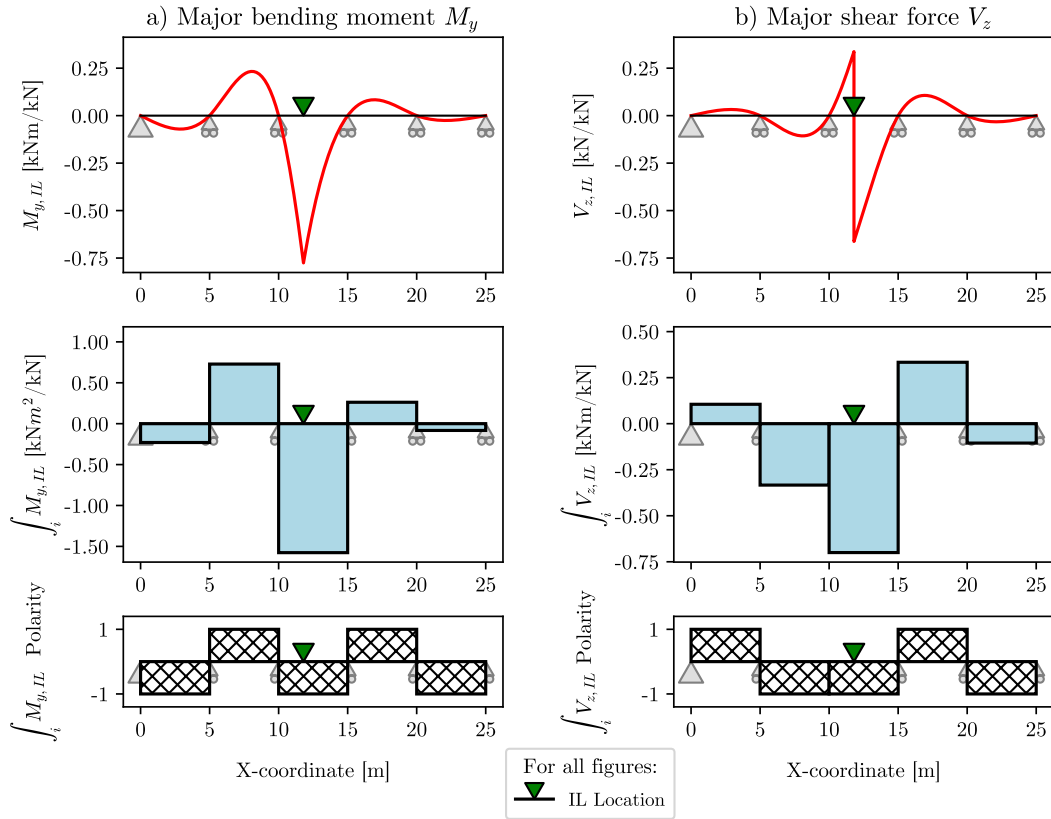 a) Major bending moment M_y
b) Major shear force V_z
M_{y,IL} [kNm/kN]
0.25
0.00
-0.25
-0.50
-0.75
0 5 10 15 20 25
V_{z,IL} [kN/kN]
0.25
0.00
-0.25
-0.50
-0.75
0 5 10 15 20 25
∫_i M_{y,IL} [kNm²/kN]
1.00
0.50
0.00
-0.50
-1.00
-1.50
0 5 10 15 20 25
∫_i V_{z,IL} [kNm/kN]
0.50
0.25
0.00
-0.25
-0.50
-0.75
0 5 10 15 20 25
∫_i M_{y,IL} Polarity
1
-1
0 5 10 15 20 25
X-coordinate [m]
∫_i V_{z,IL} Polarity
1
-1
0 5 10 15 20 25
X-coordinate [m]
For all figures:
IL Location